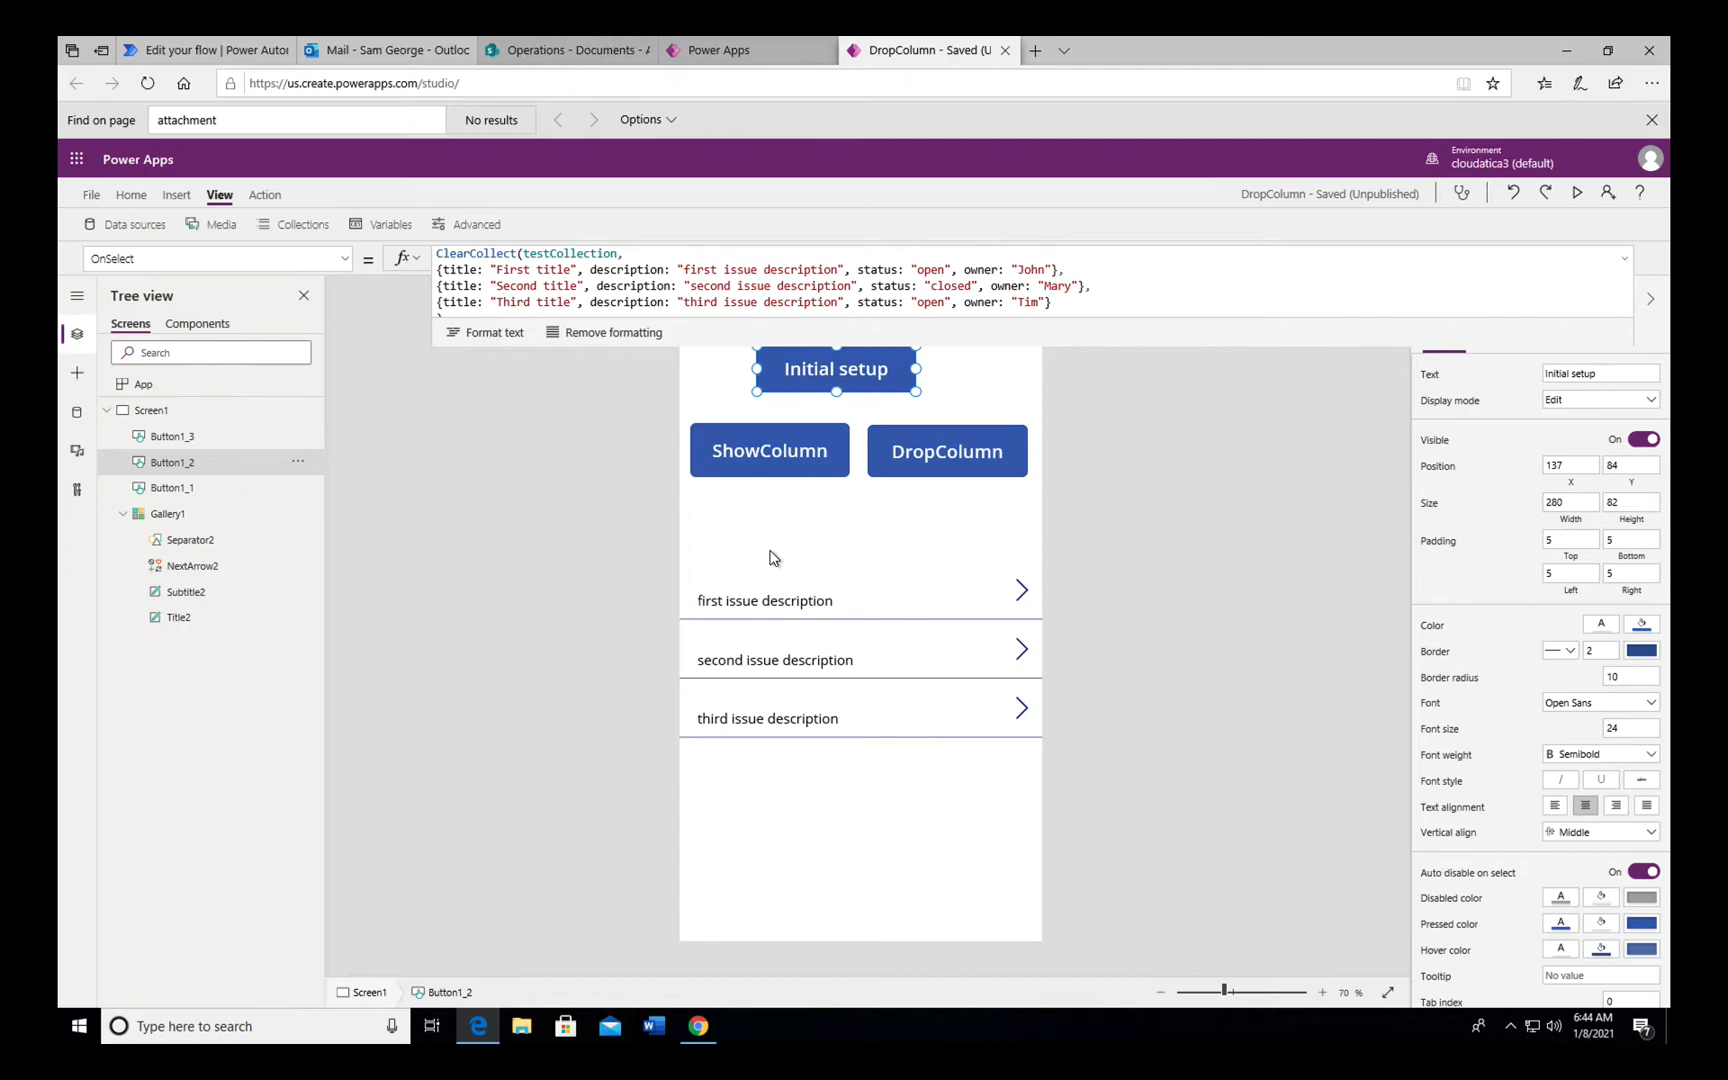 Edit your flow | Power Autor
Mail - Sam George - Outloc
Operations - Documents - A
Power Apps
DropColumn - Saved (U
https://us.create.powerapps.com/studio/
Find on page
attachment
No results
Options
Power Apps
Environment
cloudatica3 (default)
File
Home
Insert
View
Action
DropColumn - Saved (Unpublished)
Data sources
Media
Collections
Variables
Advanced
OnSelect
=
fx
ClearCollect(testCollection,
{title: "First title", description: "first issue description", status: "open", owner: "John"},
{title: "Second title", description: "second issue description", status: "closed", owner: "Mary"},
{title: "Third title", description: "third issue description", status: "open", owner: "Tim"}
Format text
Remove formatting
Tree view
Screens
Components
Search
App
Screen1
Button1_3
Button1_2
Button1_1
Gallery1
Separator2
NextArrow2
Subtitle2
Title2
Initial setup
ShowColumn
DropColumn
first issue description
second issue description
third issue description
Text
Initial setup
Display mode
Edit
Visible
On
Position
137
84
X
Y
Size
280
82
Width
Height
Padding
5
5
Top
Bottom
5
5
Left
Right
Color
A
Border
2
Border radius
10
Font
Open Sans
Font size
24
Font weight
B Semibold
Font style
/
U
abc
Text alignment
Vertical align
Middle
Auto disable on select
On
Disabled color
A
Pressed color
A
Hover color
A
Tooltip
No value
Tab index
0
Screen1
Button1_2
70 %
Type here to search
6:44 AM
1/8/2021
7